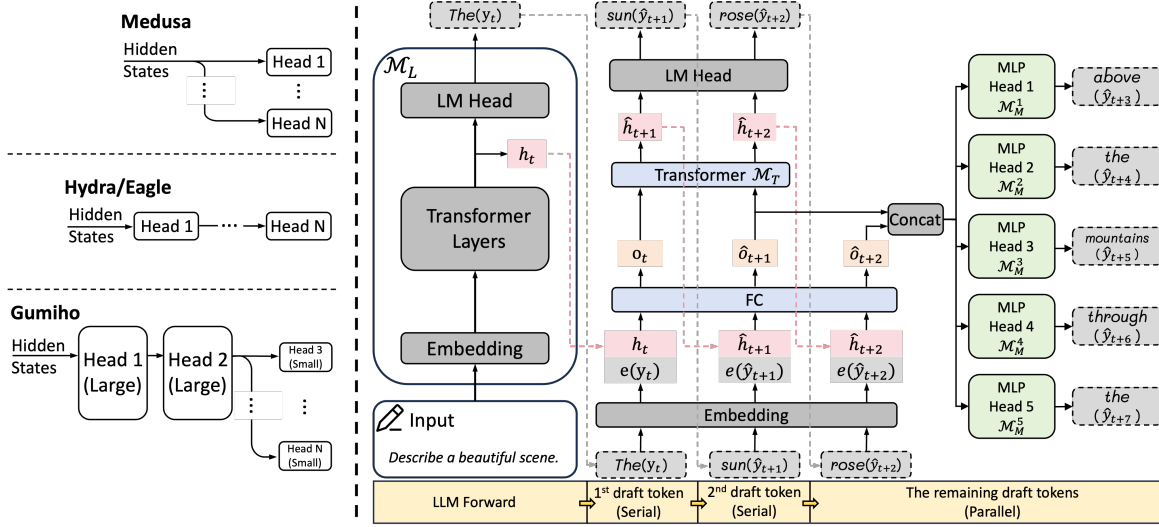 Medusa
Hidden
States
Head 1
⋮
⋮
Head N
Hydra/Eagle
Hidden
States
Head 1
···
Head N
Gumiho
Hidden
States
Head 1
(Large)
Head 2
(Large)
Head 3
(Small)
⋮
⋮
Head N
(Small)
The(y_t)
ℳ_L
LM Head
h_t
Transformer
Layers
Embedding
Input
Describe a beautiful scene.
sun(ŷ_{t+1})
rose(ŷ_{t+2})
LM Head
ĥ_{t+1}
ĥ_{t+2}
Transformer ℳ_T
o_t
ô_{t+1}
ô_{t+2}
FC
h_t
ĥ_{t+1}
ĥ_{t+2}
e(y_t)
e(ŷ_{t+1})
e(ŷ_{t+2})
Embedding
The(y_t)
sun(ŷ_{t+1})
rose(ŷ_{t+2})
Concat
MLP
Head 1
ℳ_M^1
above
(ŷ_{t+3})
MLP
Head 2
ℳ_M^2
the
(ŷ_{t+4})
MLP
Head 3
ℳ_M^3
mountains
(ŷ_{t+5})
MLP
Head 4
ℳ_M^4
through
(ŷ_{t+6})
MLP
Head 5
ℳ_M^5
the
(ŷ_{t+7})
LLM Forward
1st draft token
(Serial)
2nd draft token
(Serial)
The remaining draft tokens
(Parallel)